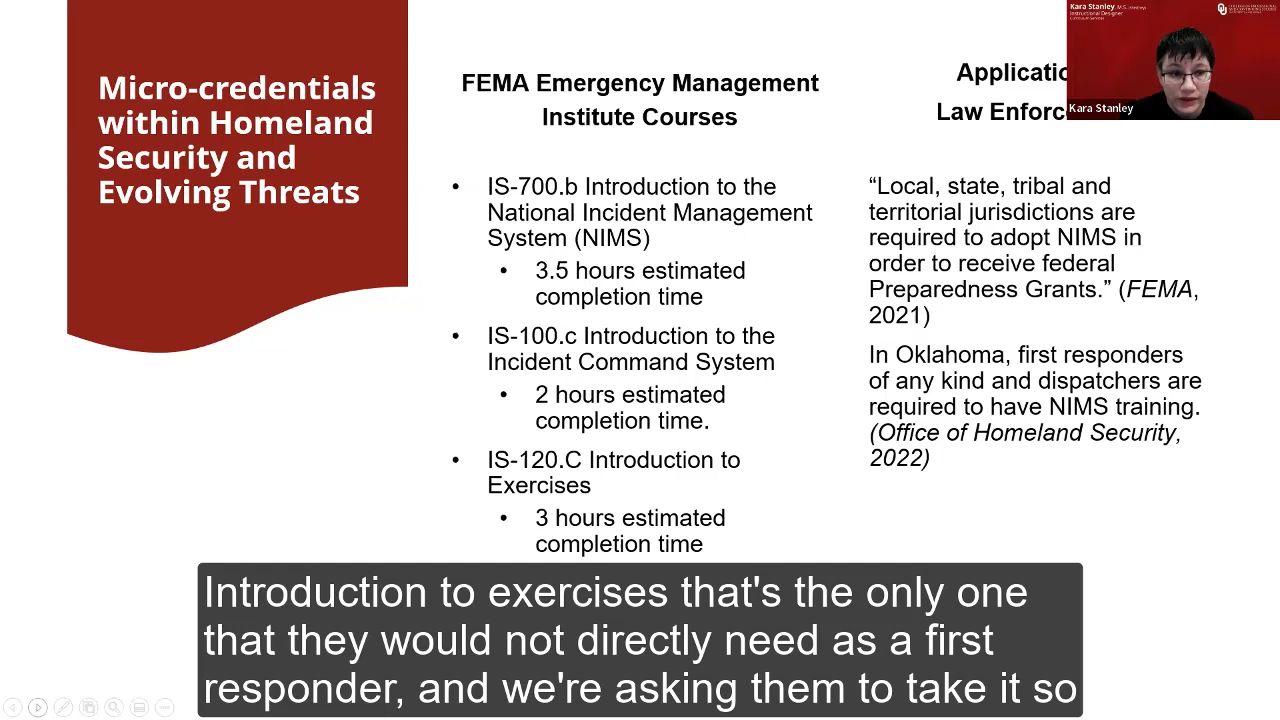 Micro-credentials
within Homeland
Security and
Evolving Threats
FEMA Emergency Management
Institute Courses
• IS-700.b Introduction to the
National Incident Management
System (NIMS)
• 3.5 hours estimated
completion time
• IS-100.c Introduction to the
Incident Command System
• 2 hours estimated
completion time.
• IS-120.C Introduction to
Exercises
• 3 hours estimated
completion time
Applicatio
Law Enforc
“Local, state, tribal and
territorial jurisdictions are
required to adopt NIMS in
order to receive federal
Preparedness Grants.” (FEMA,
2021)
In Oklahoma, first responders
of any kind and dispatchers are
required to have NIMS training.
(Office of Homeland Security,
2022)
Kara Stanley, M.S.
Instructional Designer
Kara Stanley
Introduction to exercises that's the only one
that they would not directly need as a first
responder, and we're asking them to take it so